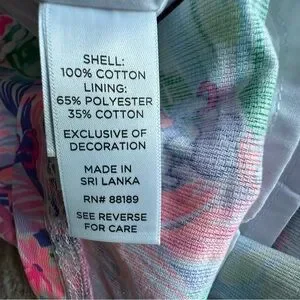 SHELL:
100% COTTON
LINING:
65% POLYESTER
35% COTTON
EXCLUSIVE OF
DECORATION
MADE IN
SRI LANKA
RN# 88189
SEE REVERSE
FOR CARE